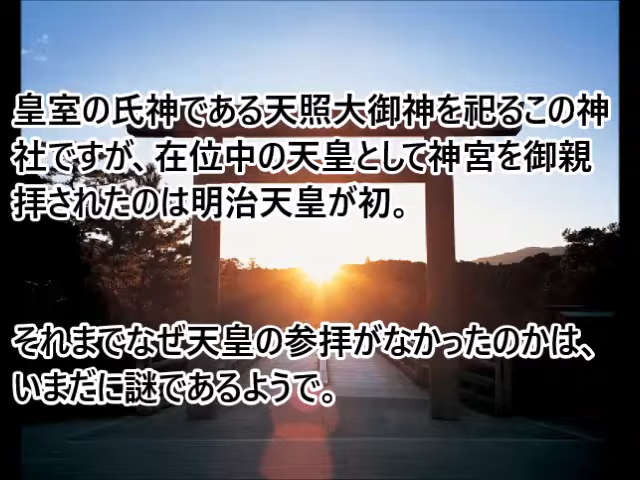 皇室の氏神である天照大御神を祀るこの神
社ですが、在位中の天皇として神宮を御親
拝されたのは明治天皇が初。
それまでなぜ天皇の参拝がなかったのかは、
いまだに謎であるようで。